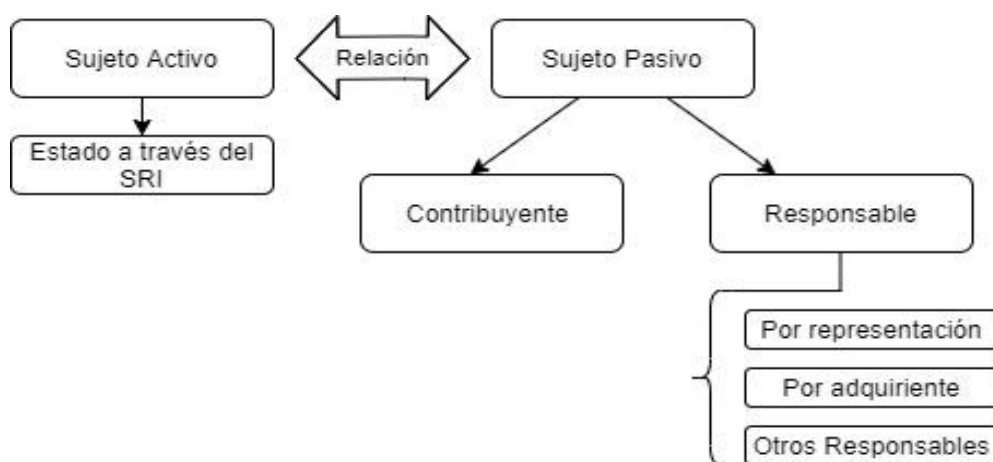 Sujeto Activo
Relación
Sujeto Pasivo
Estado a través del
SRI
Contribuyente
Responsable
Por representación
Por adquiriente
Otros Responsables